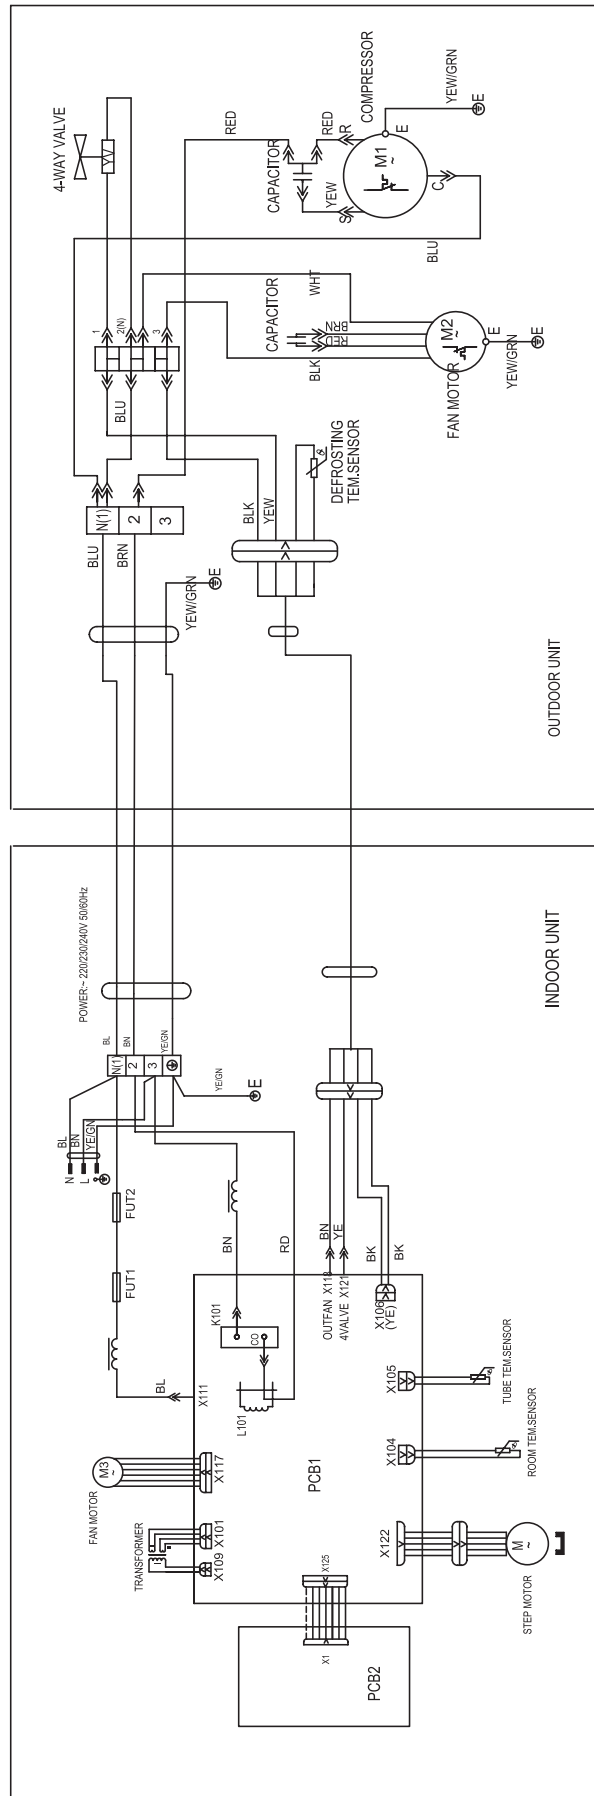 4-WAY VALVE
YV
RED
RED
CAPACITOR
YEW
R
S
COMPRESSOR
M1
~
E
C
YEW/GRN
E
BLU
1
2(N)
3
WHT
CAPACITOR
BRN
RED
BLK
M2
~
E
FAN MOTOR
YEW/GRN
E
BLU
N(1)
2
3
BLK
YEW
θ
DEFROSTING
TEM.SENSOR
BLU
BRN
YEW/GRN
E
OUTDOOR UNIT
POWER:~ 220/230/240V 50/60Hz
INDOOR UNIT
BL
BN
YE/GN
N(1)
2
3
YE/GN
E
BL
BN
YE/GN
N
L
FUT2
FUT1
BN
RD
BN
YE
BK
BK
OUTFAN X118
4VALVE X121
X106
(YE)
K101
CO
L101
BL
X111
X105
θ
TUBE TEM.SENSOR
X104
θ
ROOM TEM.SENSOR
PCB1
M3
~
FAN MOTOR
X117
TRANSFORMER
X101
X109
X122
M
~
STEP MOTOR
X125
X1
PCB2